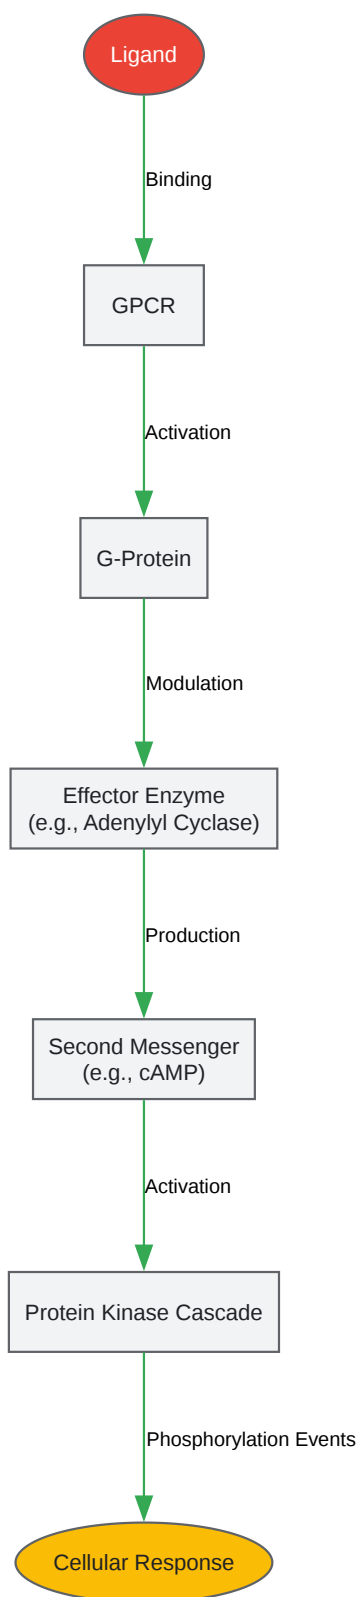 Ligand
Binding
GPCR
Activation
G-Protein
Modulation
Effector Enzyme
(e.g., Adenylyl Cyclase)
Production
Second Messenger
(e.g., cAMP)
Activation
Protein Kinase Cascade
Phosphorylation Events
Cellular Response